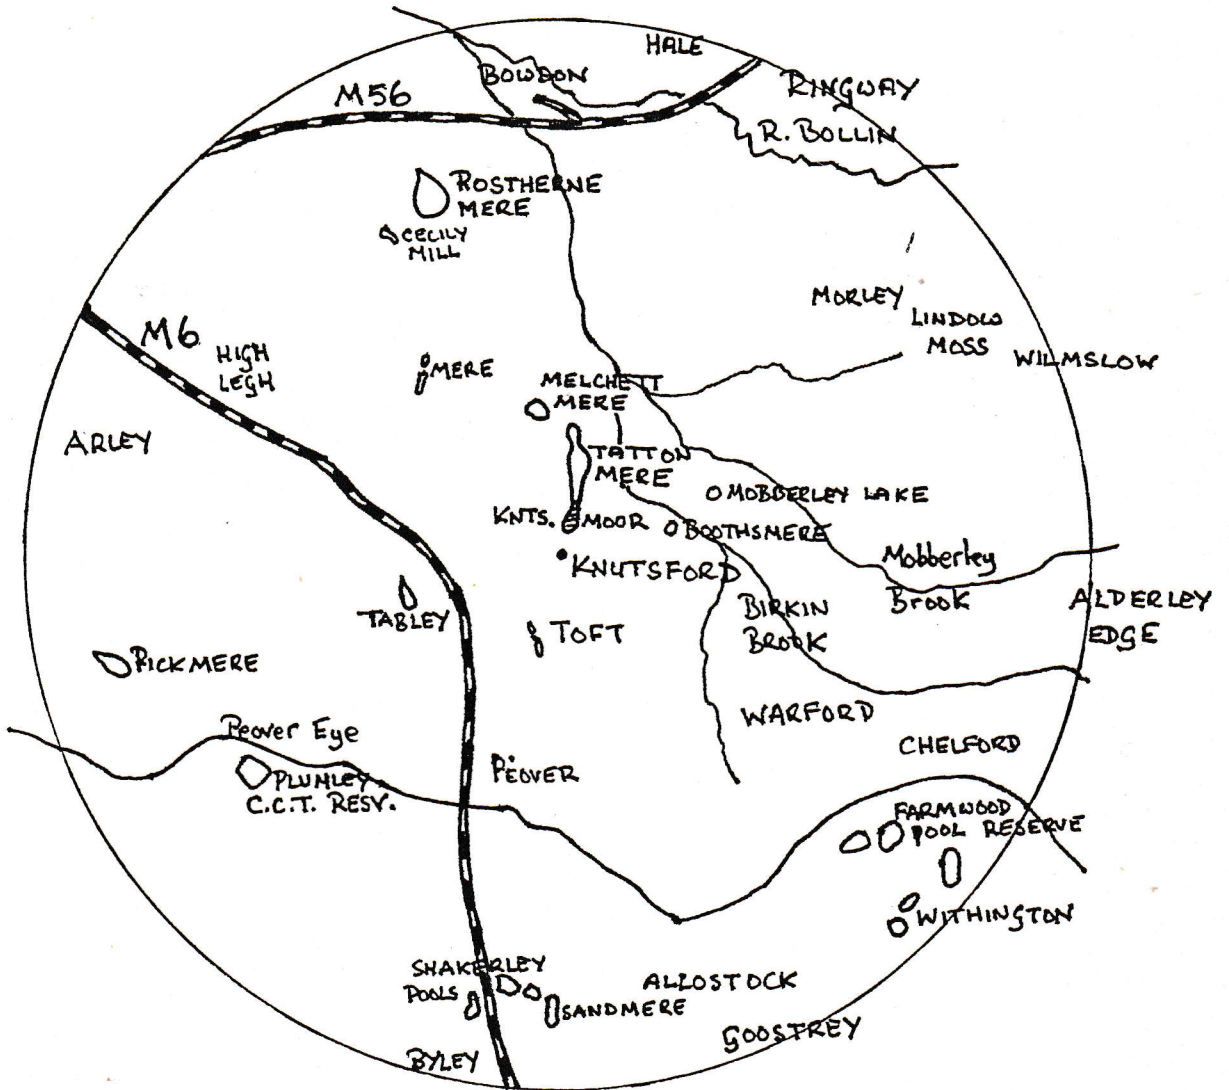 HALE
BOWDON
M56
RINGWAY
R. BOLLIN
ROSTHERNE
MERE
CECILY
MILL
MORLEY
LINDOW
MOSS
WILMSLOW
M6
HIGH
LEGH
MERE
MELCHETT
MERE
ARLEY
TATTON
MERE
MOBBERLEY LAKE
KNTS. MOOR
BOOTHSMERE
KNUTSFORD
Mobberley
Brook
BIRKIN
BROOK
ALDERLEY
EDGE
TABLEY
TOFT
PICKMERE
WARFORD
Peover Eye
CHELFORD
PLUMLEY
C.C.T. RESV.
PEOVER
FARMWOOD
POOL RESERVE
WITHINGTON
SHAKERLEY
POOLS
SANDMERE
ALLOSTOCK
GOOSTREY
BYLEY